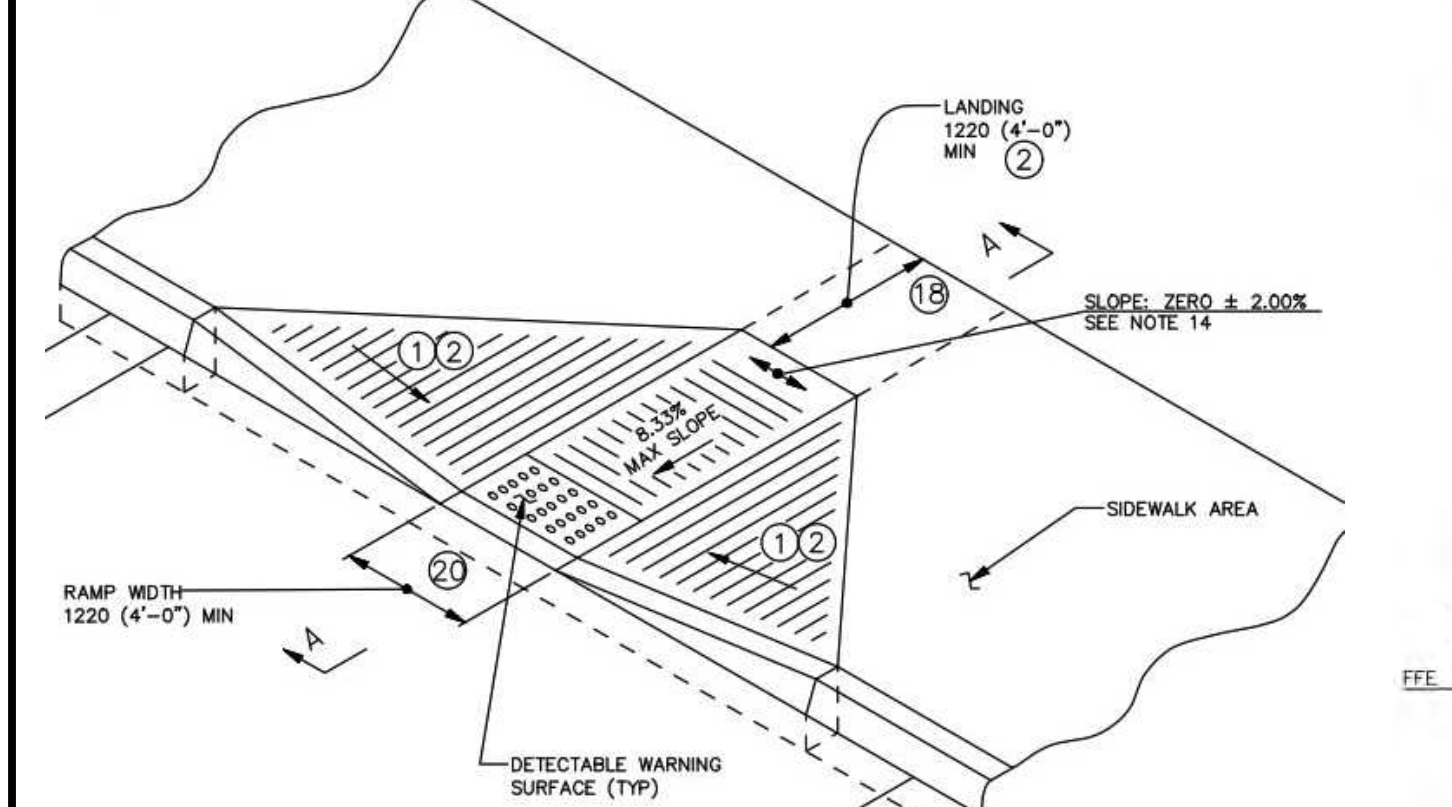 LANDING
1220 (4'-0")
MIN 2
A
18
SLOPE: ZERO ± 2.00%
SEE NOTE 14
1 2
8.33%
MAX SLOPE
SIDEWALK AREA
1 2
20
RAMP WIDTH
1220 (4'-0") MIN
A
FFE
DETECTABLE WARNING
SURFACE (TYP)